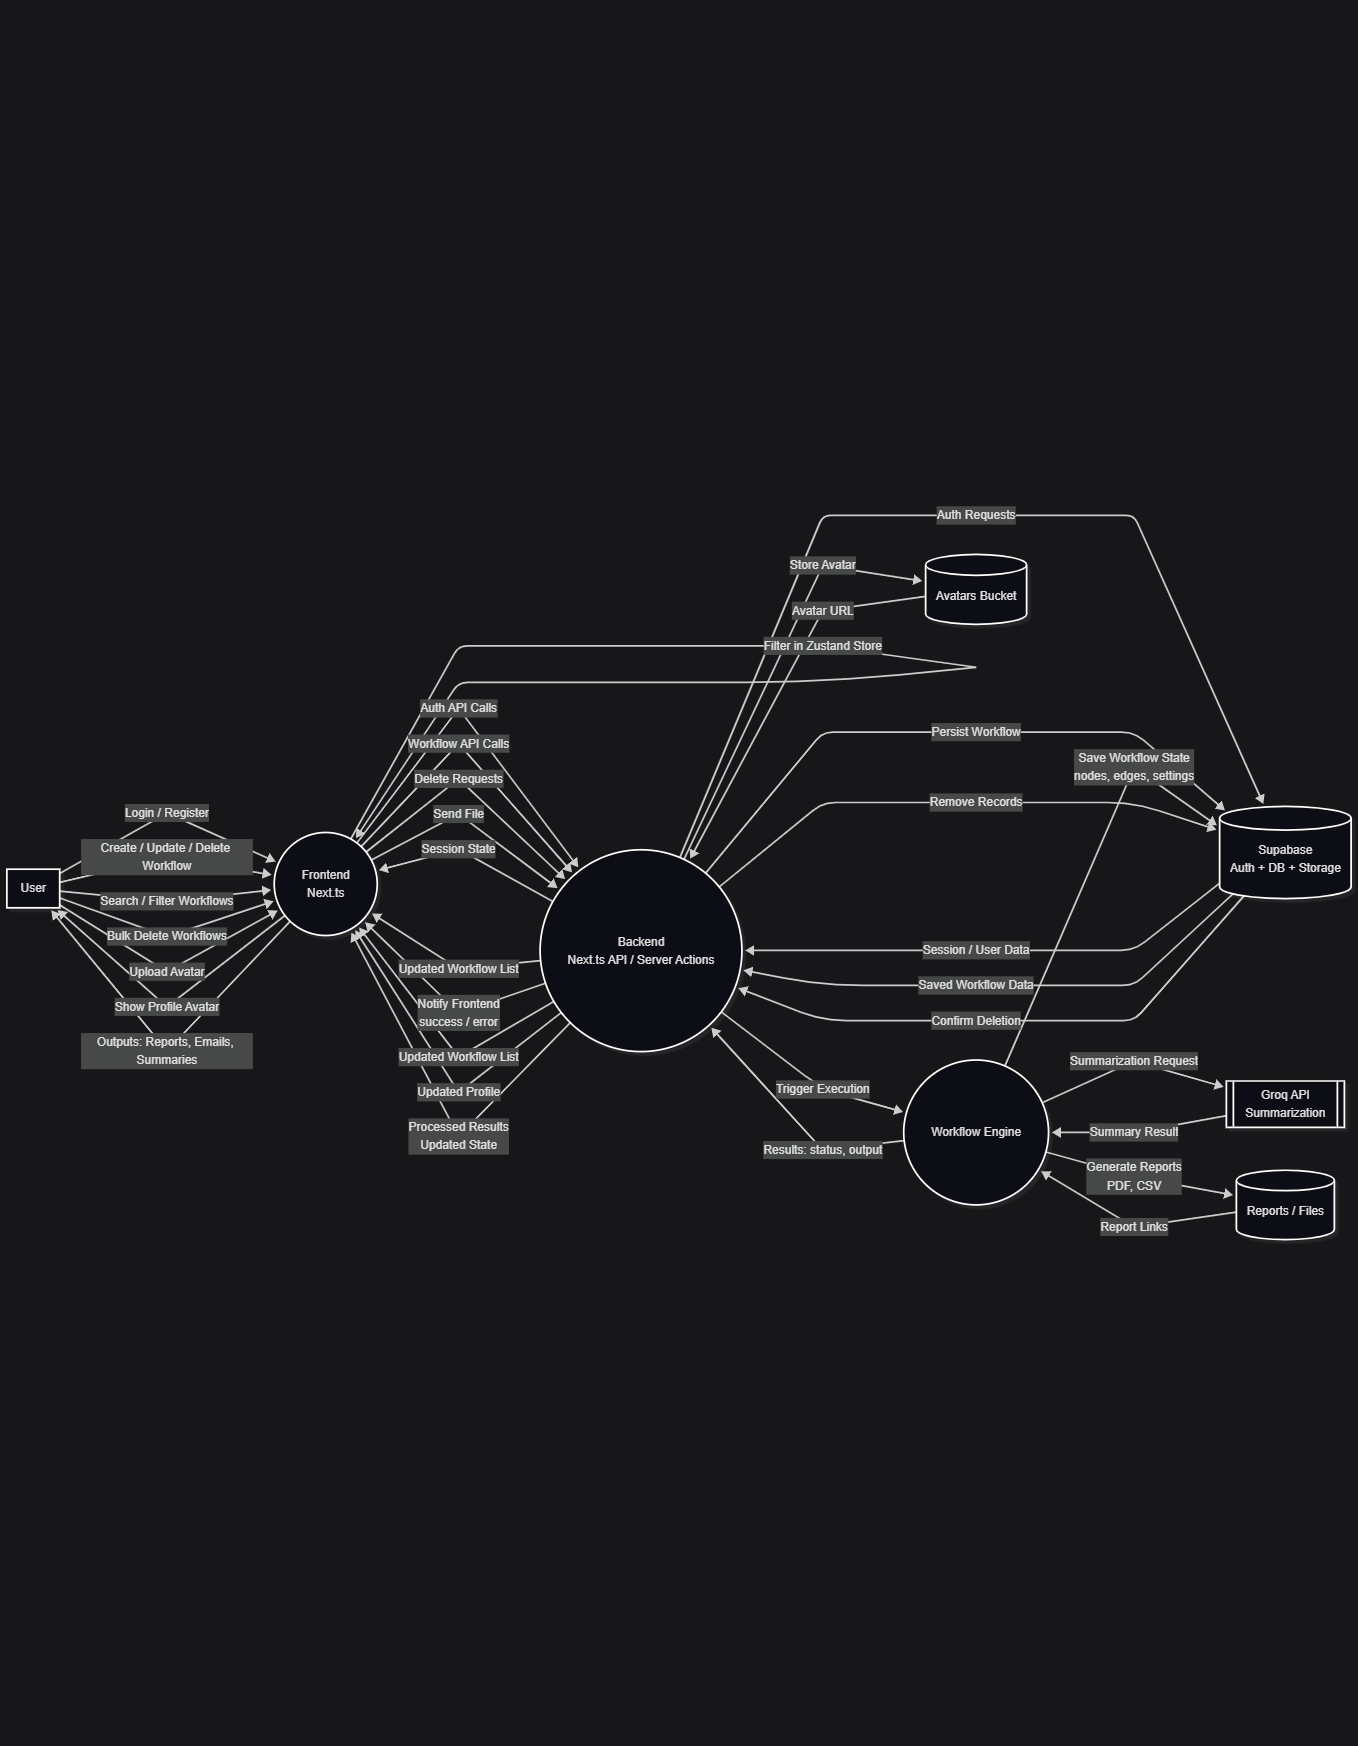 Auth Requests
Store Avatar
Avatars Bucket
Avatar URL
Filter in Zustand Store
Auth API Calls
Workflow API Calls
Delete Requests
Send File
Session State
Persist Workflow
Save Workflow State
nodes, edges, settings
Remove Records
Login / Register
Create / Update / Delete
Workflow
Search / Filter Workflows
Bulk Delete Workflows
Upload Avatar
Show Profile Avatar
Outputs: Reports, Emails,
Summaries
User
Frontend
Next.ts
Backend
Next.ts API / Server Actions
Supabase
Auth + DB + Storage
Session / User Data
Saved Workflow Data
Confirm Deletion
Updated Workflow List
Notify Frontend
success / error
Updated Workflow List
Updated Profile
Processed Results
Updated State
Trigger Execution
Results: status, output
Workflow Engine
Summarization Request
Groq API
Summarization
Summary Result
Generate Reports
PDF, CSV
Reports / Files
Report Links